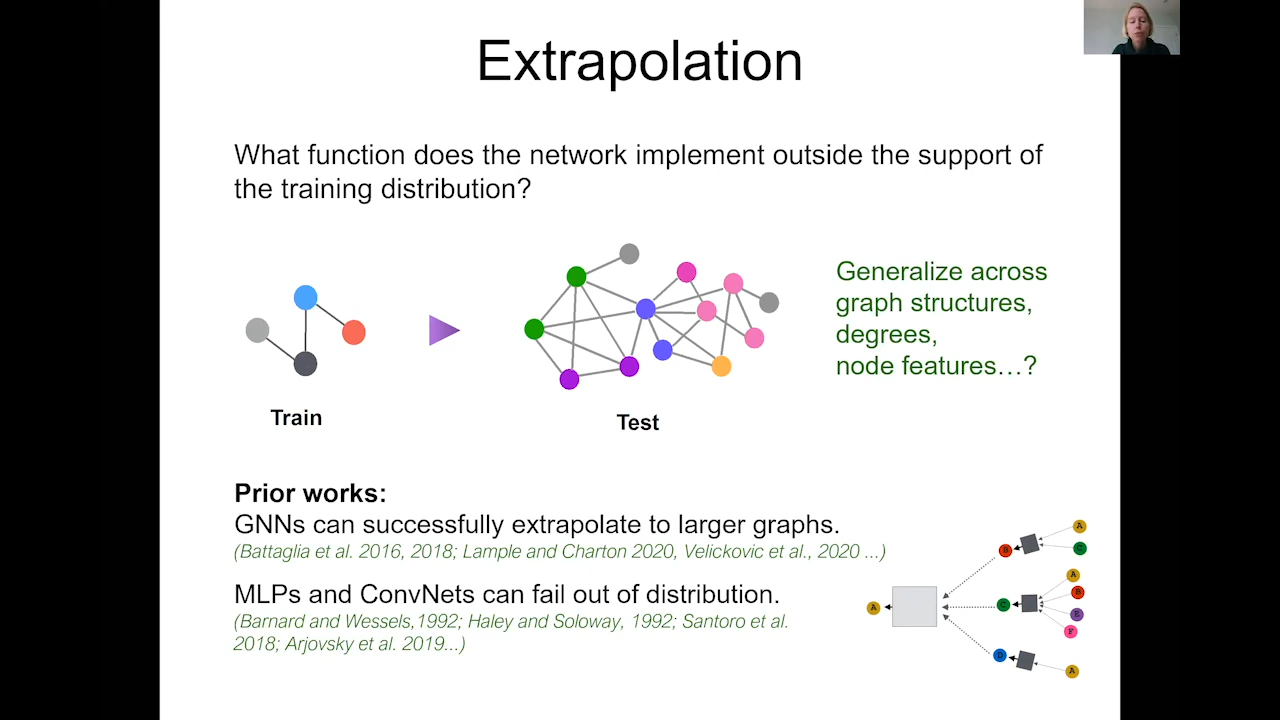 Extrapolation
What function does the network implement outside the support of
the training distribution?
Generalize across
graph structures,
degrees,
node features…?
Train
Test
Prior works:
GNNs can successfully extrapolate to larger graphs.
(Battaglia et al. 2016, 2018; Lample and Charton 2020, Velickovic et al., 2020 ...)
MLPs and ConvNets can fail out of distribution.
(Barnard and Wessels,1992; Haley and Soloway, 1992; Santoro et al.
2018; Arjovsky et al. 2019...)
A
B
C
D
A
C
A
B
E
F
A